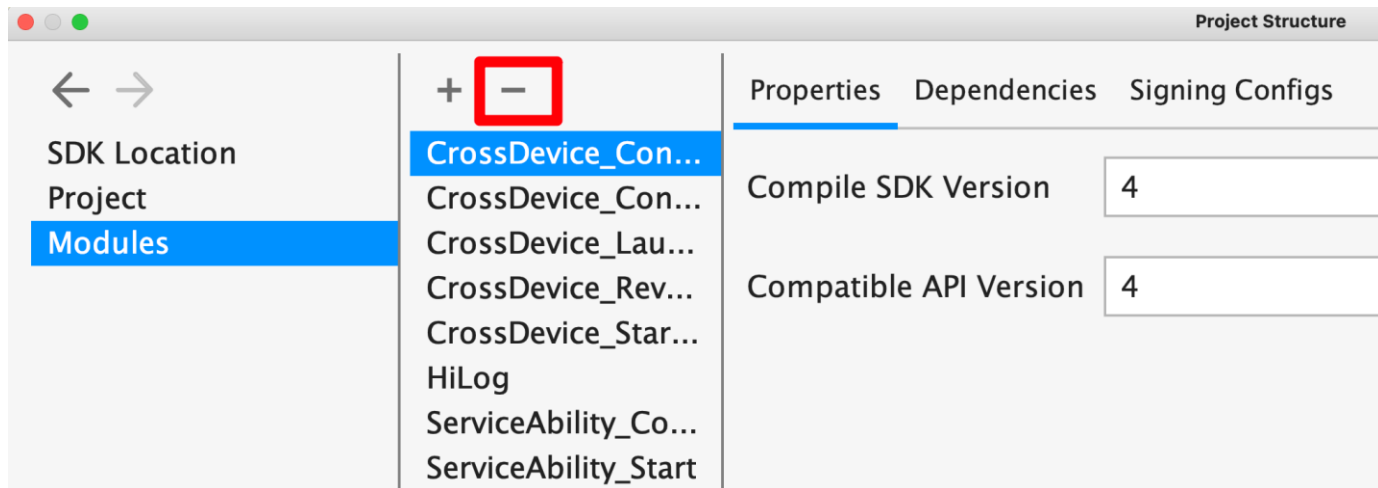 Project Structure
SDK Location
Project
Modules
+ −
CrossDevice_Con...
CrossDevice_Con...
CrossDevice_Lau...
CrossDevice_Rev...
CrossDevice_Star...
HiLog
ServiceAbility_Co...
ServiceAbility_Start
Properties Dependencies Signing Configs
Compile SDK Version 4
Compatible API Version 4